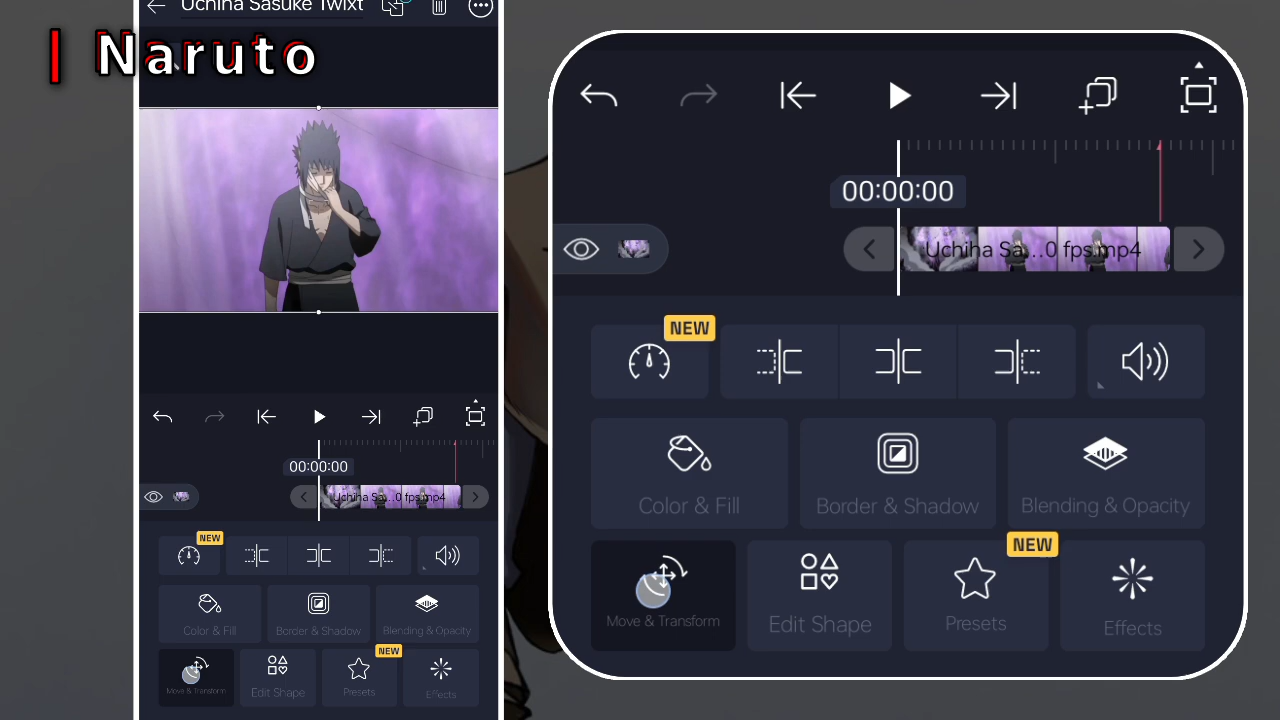 Uchiha Sasuke Twixt
| Naruto
00:00:00
Uchiha Sa...0 fps.mp4
NEW
Color & Fill
Border & Shadow
Blending & Opacity
NEW
Move & Transform
Edit Shape
Presets
Effects
00:00:00
Uchiha Sa...0 fps.mp4
NEW
Color & Fill
Border & Shadow
Blending & Opacity
NEW
Move & Transform
Edit Shape
Presets
Effects